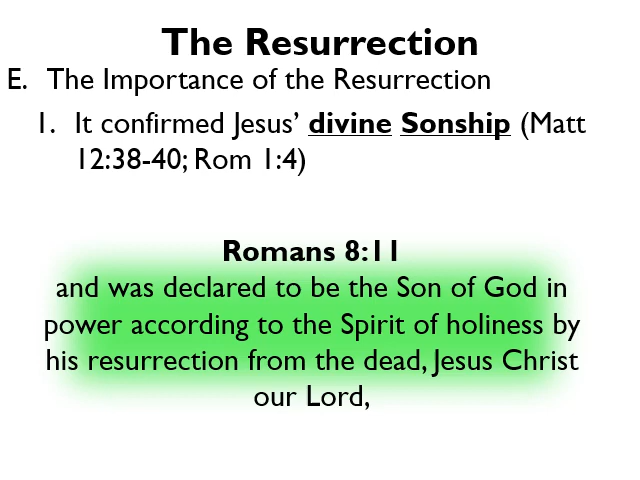 The Resurrection
E. The Importance of the Resurrection
1. It confirmed Jesus’ divine Sonship (Matt
12:38-40; Rom 1:4)
Romans 8:11
and was declared to be the Son of God in
power according to the Spirit of holiness by
his resurrection from the dead, Jesus Christ
our Lord,